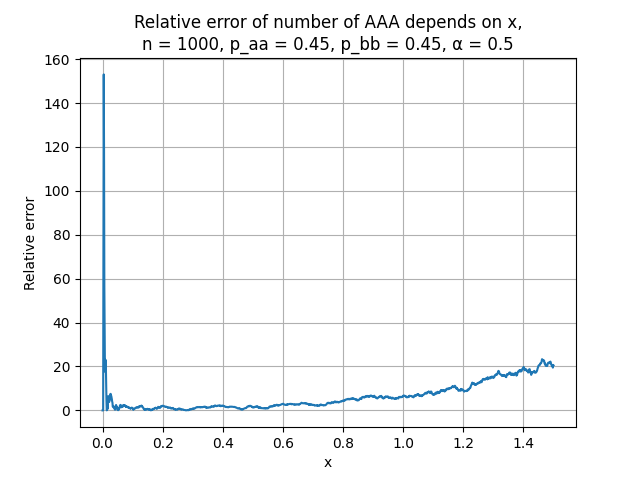 Relative error of number of AAA depends on x,
n = 1000, p_aa = 0.45, p_bb = 0.45, α = 0.5
160
140
120
100
80
60
40
20
0
Relative error
0.0 0.2 0.4 0.6 0.8 1.0 1.2 1.4
x